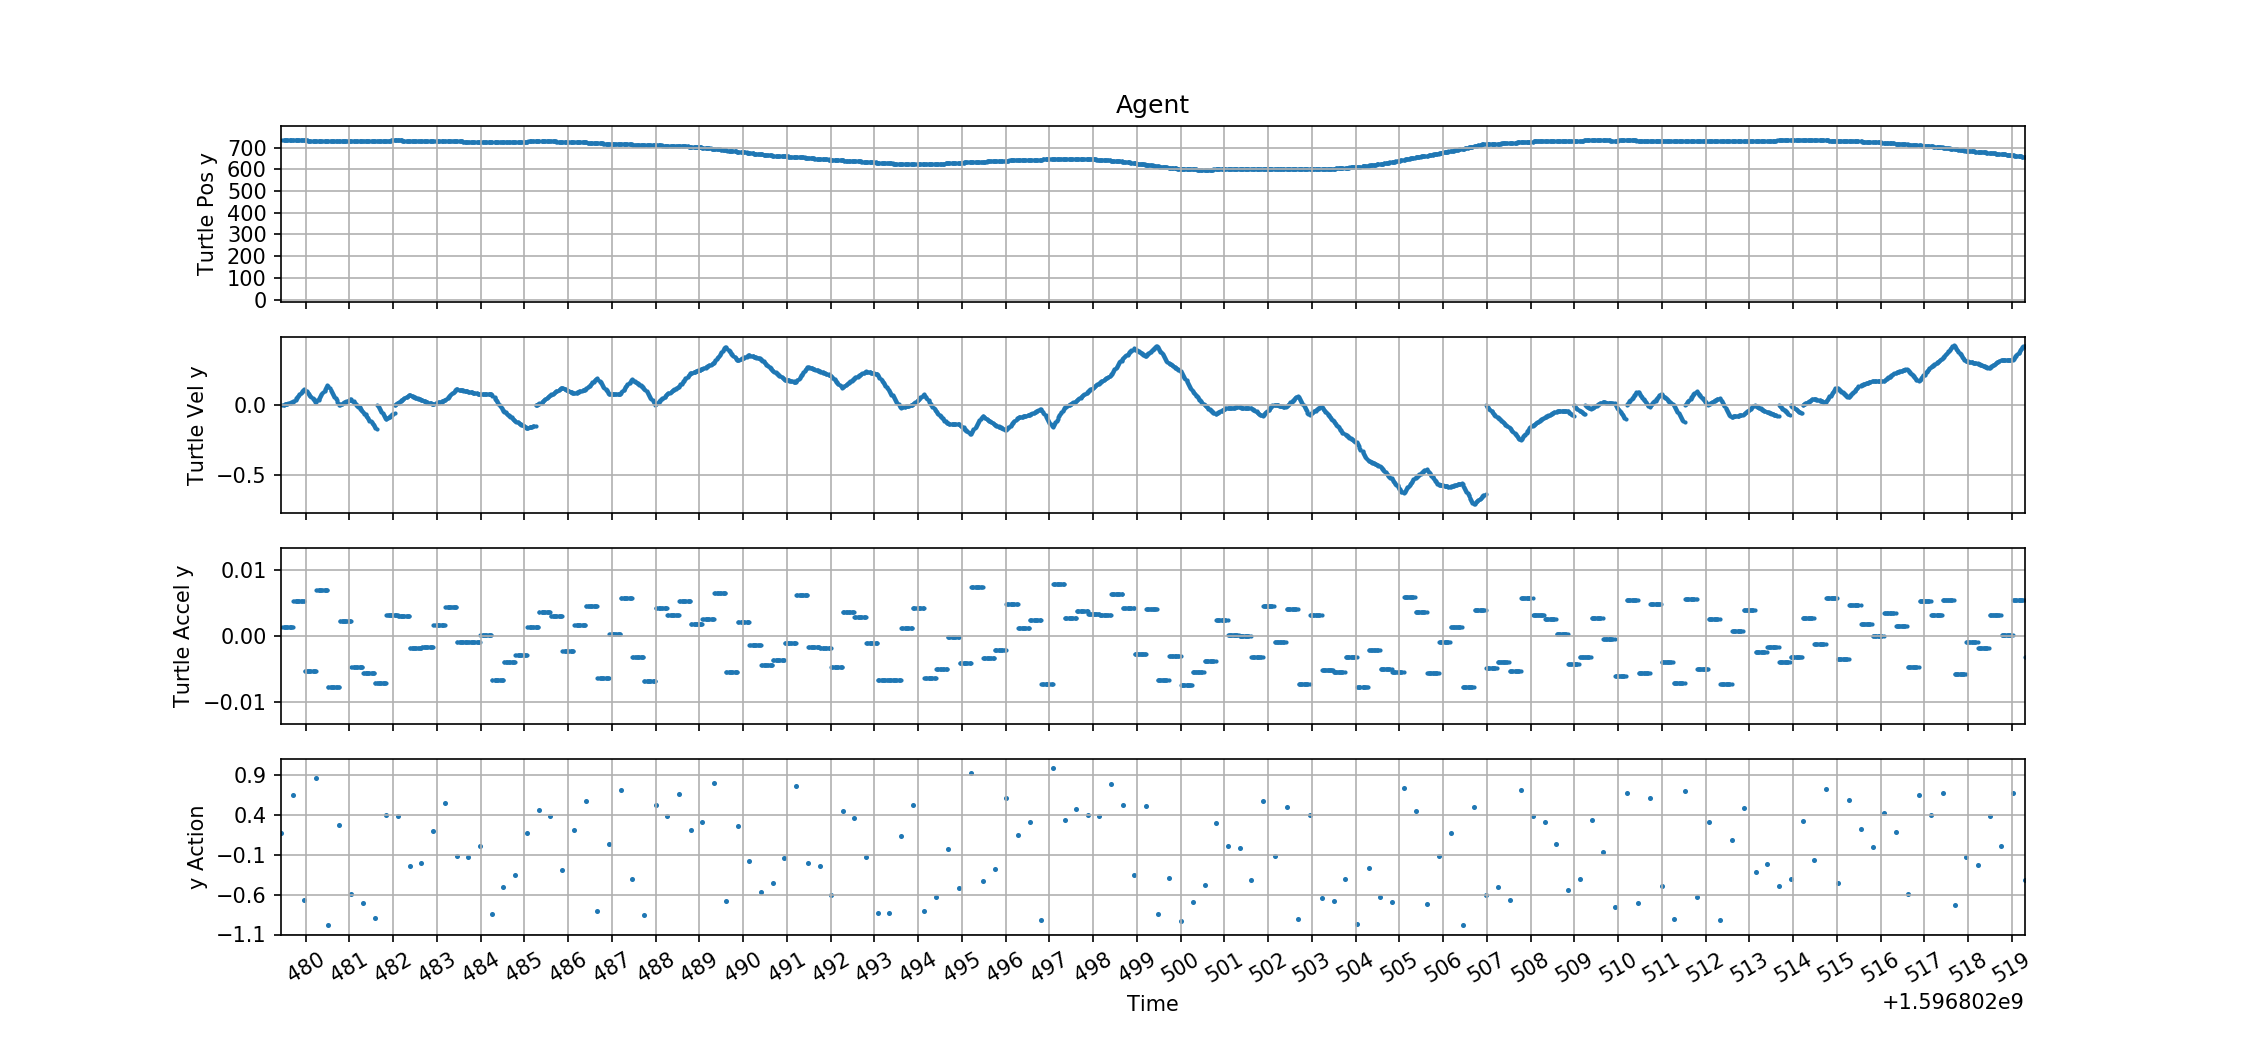 Agent
Turtle Pos y
700
600
500
400
300
200
100
0
Turtle Vel y
0.0
−0.5
Turtle Accel y
0.01
0.00
−0.01
y Action
0.9
0.4
−0.1
−0.6
−1.1
480 481 482 483 484 485 486 487 488 489 490 491 492 493 494 495 496 497 498 499 500 501 502 503 504 505 506 507 508 509 510 511 512 513 514 515 516 517 518 519
Time
+1.596802e9